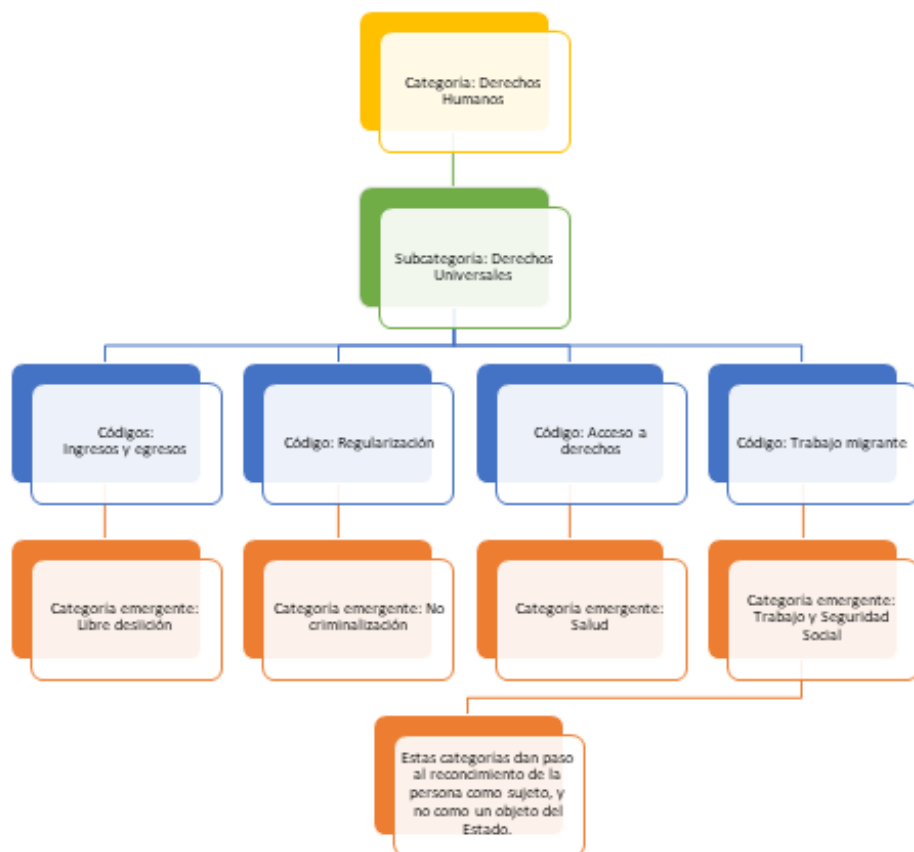 Categoría: Derechos
Humanos
Subcategoría: Derechos
Universales
Códigos:
Ingresos y egresos
Código: Regularización
Código: Acceso a
derechos
Código: Trabajo migrante
Categoría emergente:
Libre desiición
Categoría emergente: No
criminalización
Categoría emergente:
Salud
Categoría emergente:
Trabajo y Seguridad
Social
Estas categorías dan paso
al reconcimiento de la
persona como sujeto, y
no como un objeto del
Estado.